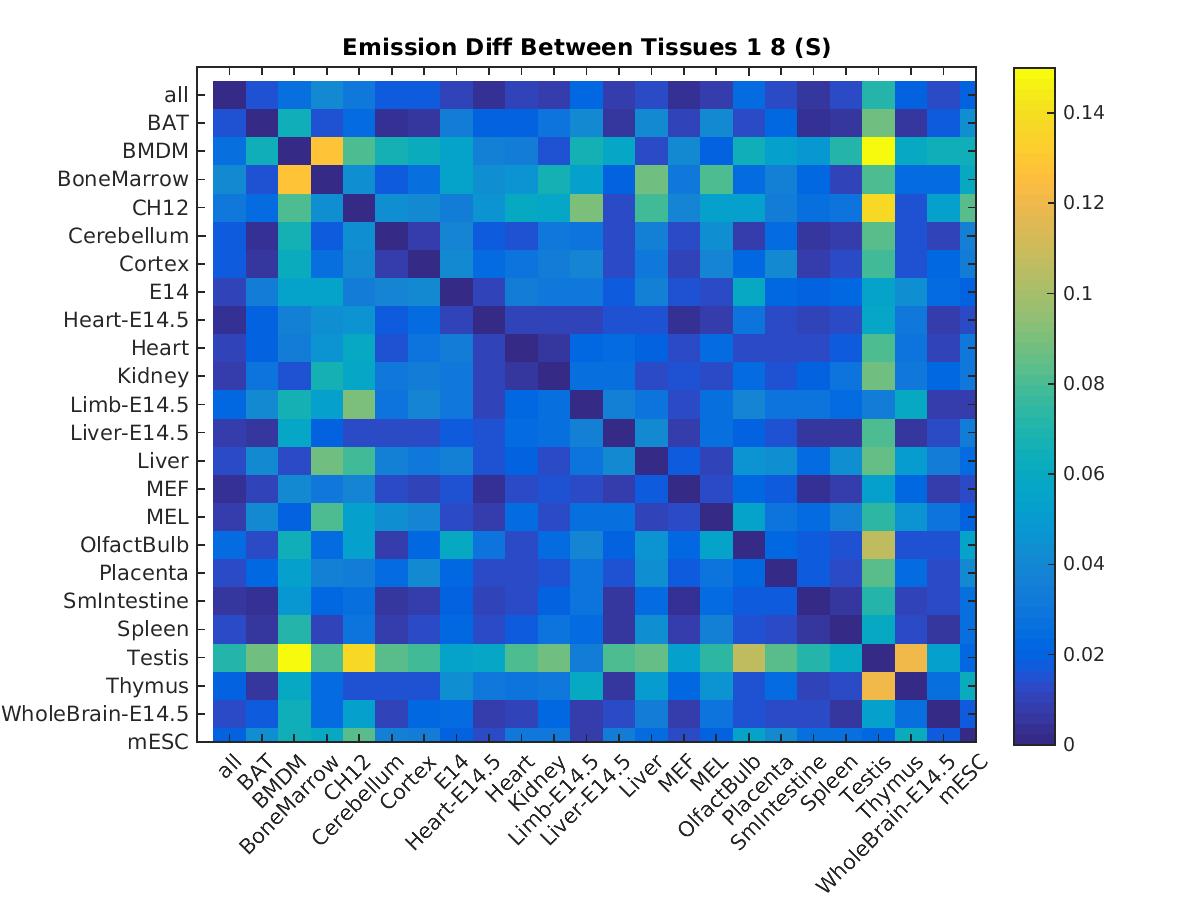 Emission Diff Between Tissues 1 8 (S)
all
BAT
BMDM
BoneMarrow
CH12
Cerebellum
Cortex
E14
Heart-E14.5
Heart
Kidney
Limb-E14.5
Liver-E14.5
Liver
MEF
MEL
OlfactBulb
Placenta
SmIntestine
Spleen
Testis
Thymus
WholeBrain-E14.5
mESC
all
BAT
BMDM
BoneMarrow
CH12
Cerebellum
Cortex
E14
Heart-E14.5
Heart
Kidney
Limb-E14.5
Liver-E14.5
Liver
MEF
MEL
OlfactBulb
Placenta
SmIntestine
Spleen
Testis
Thymus
WholeBrain-E14.5
mESC
0.14
0.12
0.1
0.08
0.06
0.04
0.02
0